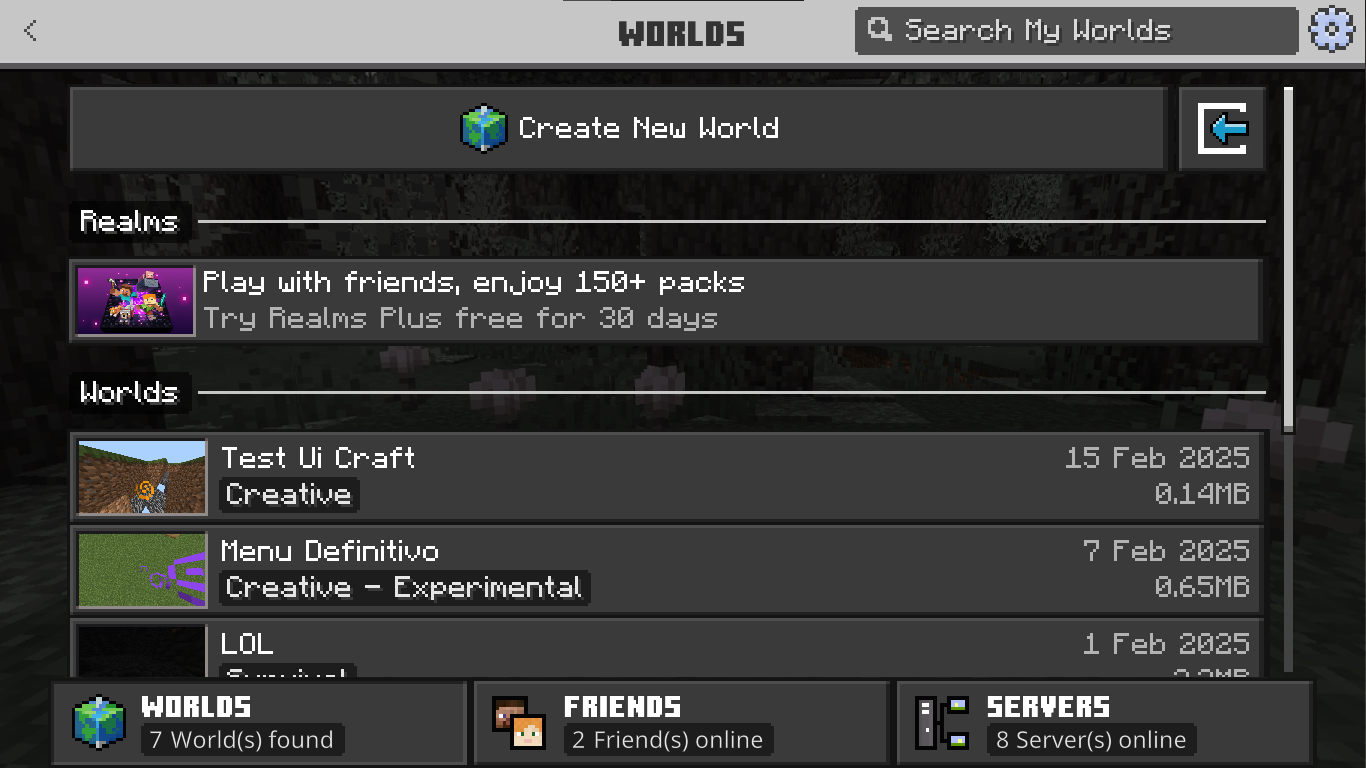 WORLDS
Search My Worlds
Create New World
Realms
Play with friends, enjoy 150+ packs
Try Realms Plus free for 30 days
Worlds
Test Ui Craft
15 Feb 2025
Creative
0.14MB
Menu Definitivo
7 Feb 2025
Creative - Experimental
0.65MB
LOL
1 Feb 2025
Survival
WORLDS
7 World(s) found
FRIENDS
2 Friend(s) online
SERVERS
8 Server(s) online